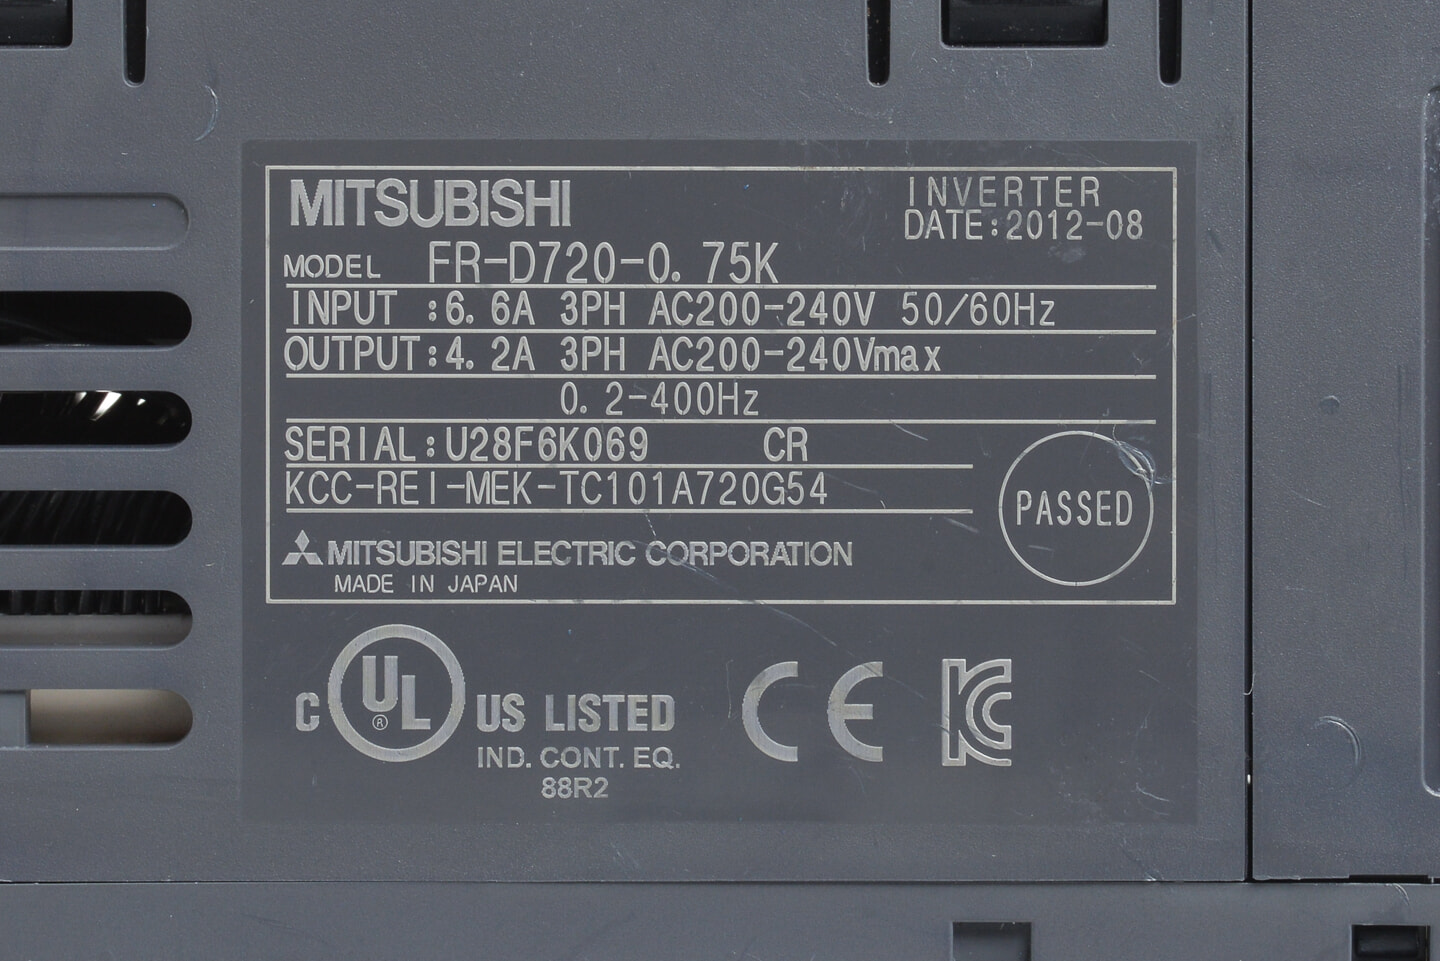 MITSUBISHI
INVERTER
DATE:2012-08
MODEL FR-D720-0.75K
INPUT :6.6A 3PH AC200-240V 50/60Hz
OUTPUT:4.2A 3PH AC200-240Vmax
0.2-400Hz
SERIAL:U28F6K069 CR
KCC-REI-MEK-TC101A720G54
PASSED
MITSUBISHI ELECTRIC CORPORATION
MADE IN JAPAN
C UL ® US LISTED
IND. CONT. EQ.
88R2
CE
KC